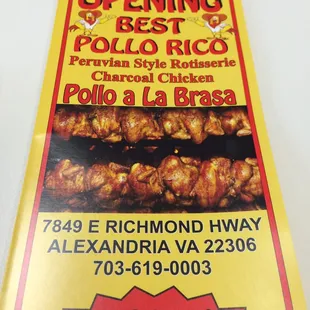 OPENING
BEST
POLLO RICO
Peruvian Style Rotisserie
Charcoal Chicken
Pollo a La Brasa
7849 E RICHMOND HWAY
ALEXANDRIA VA 22306
703-619-0003